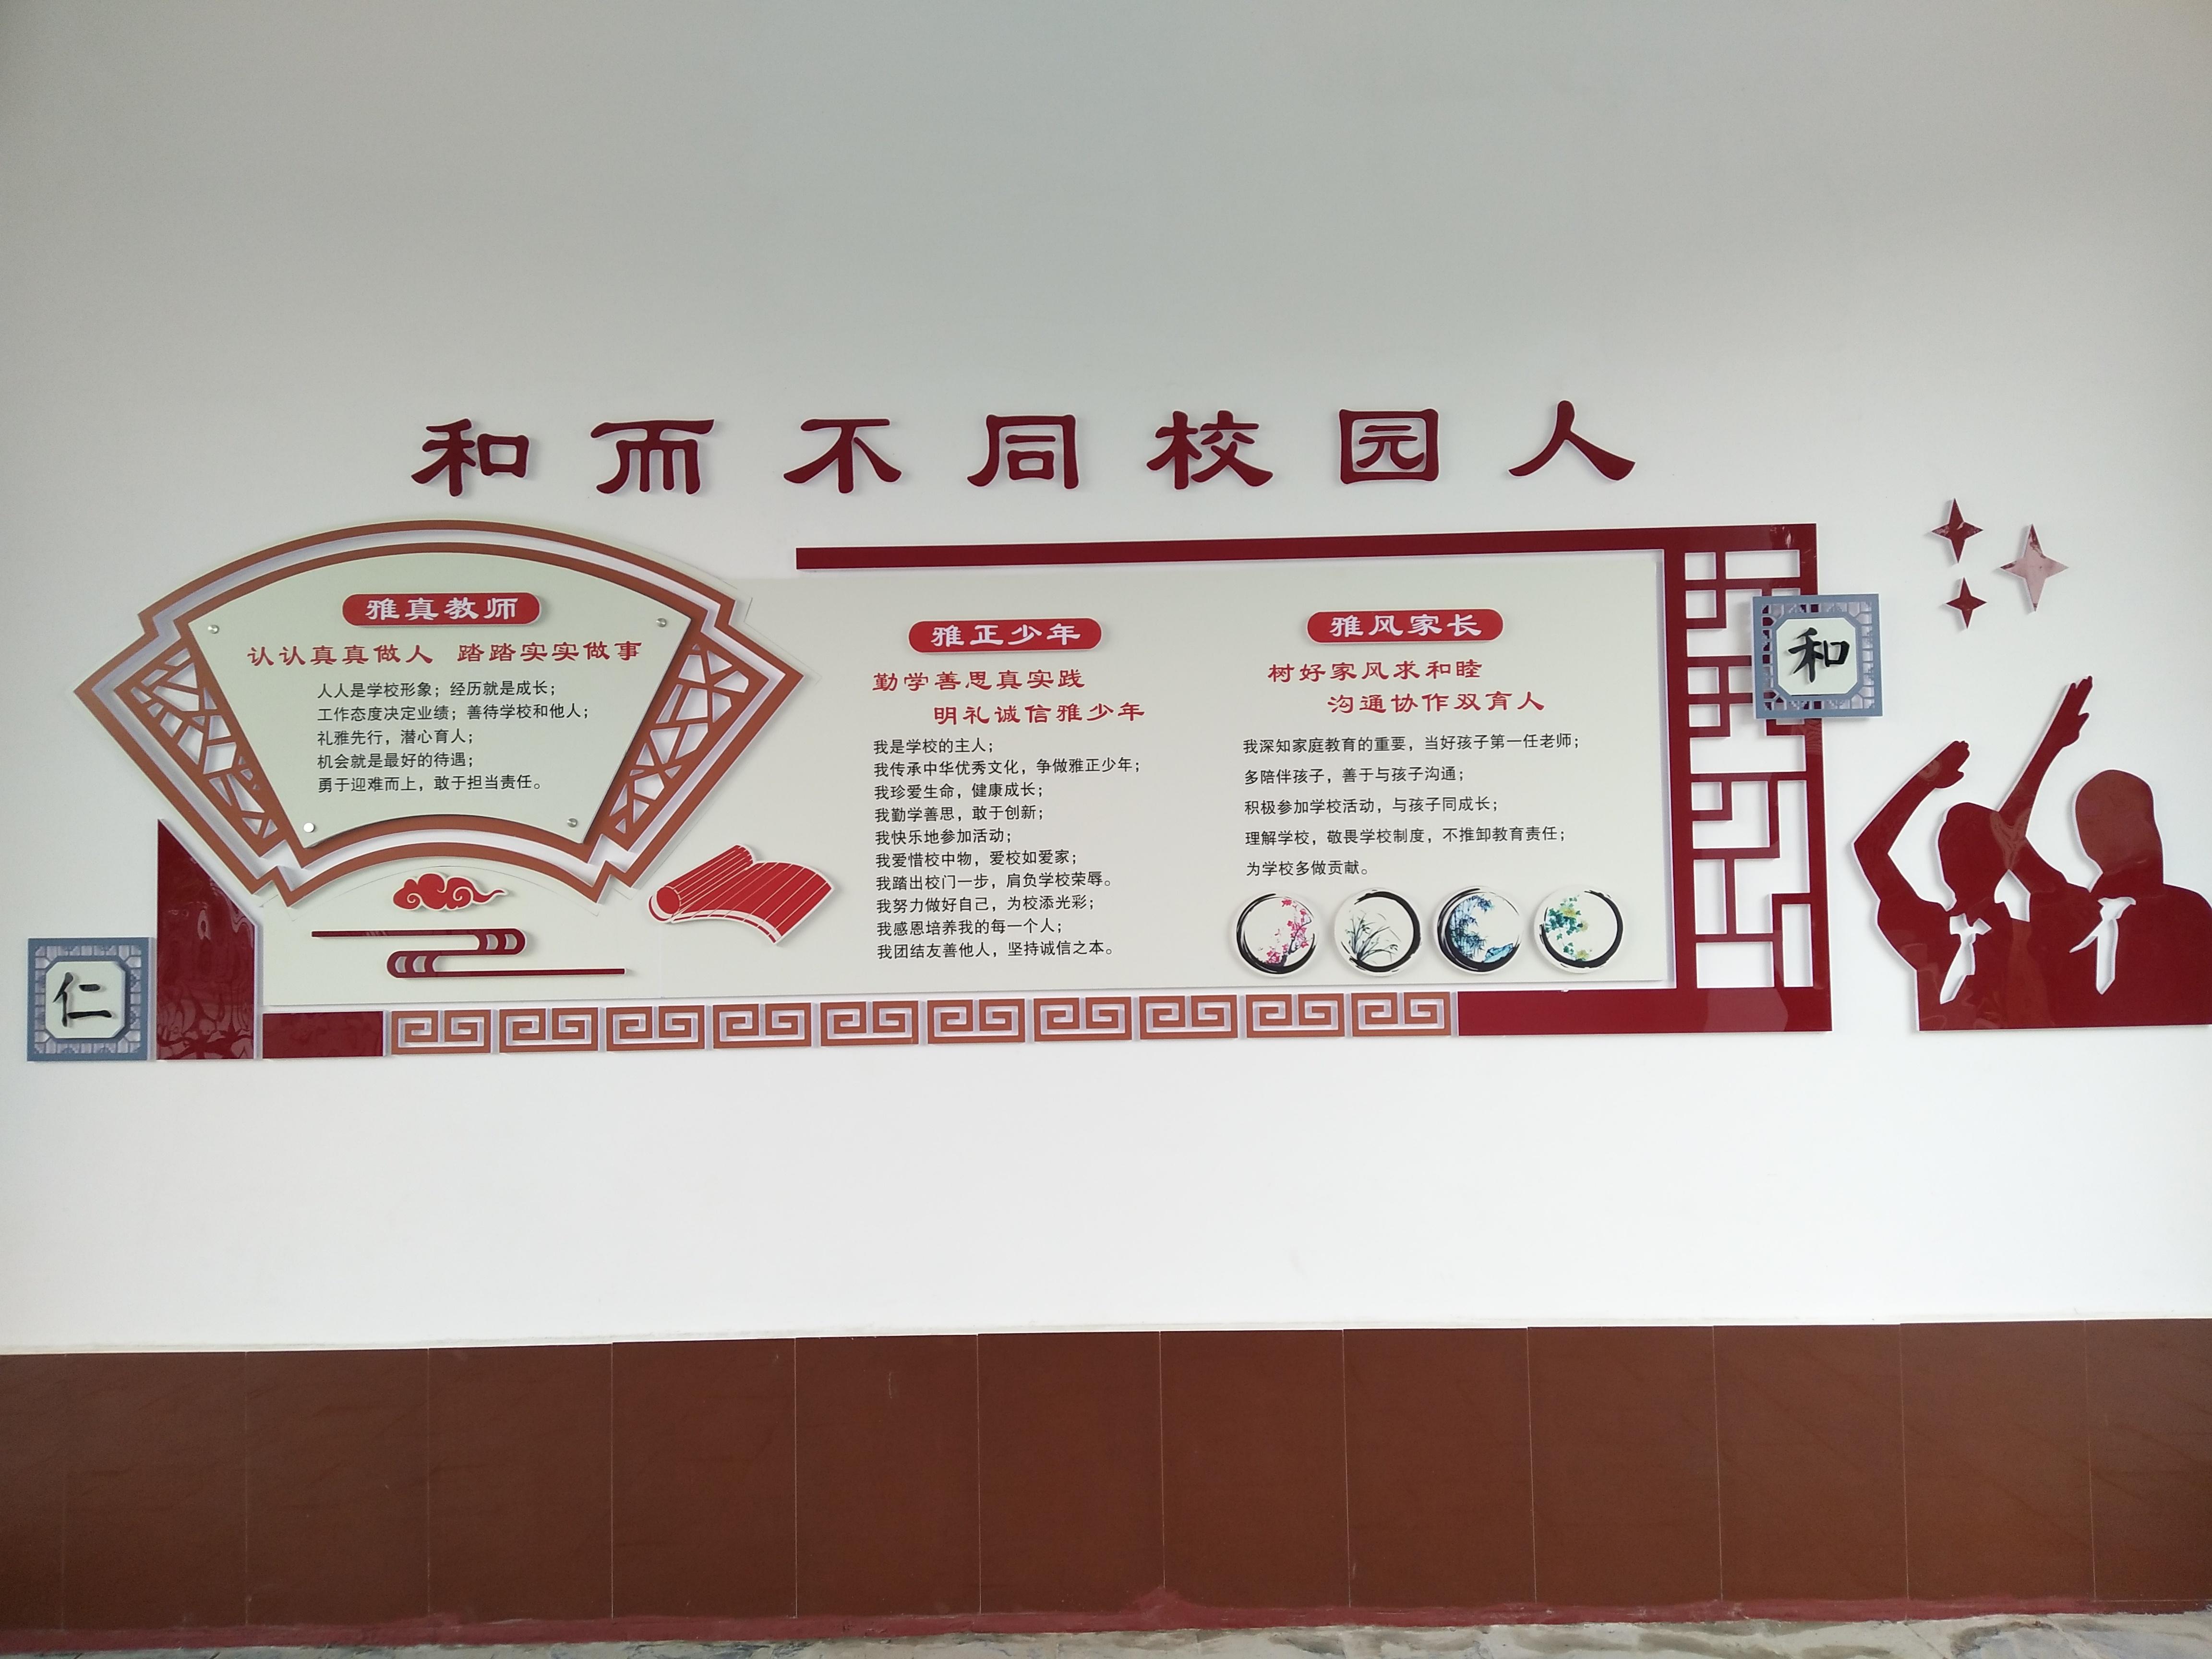 和而不同校园人
雅真教师
认认真真做人 踏踏实实做事
人人是学校形象；经历就是成长；
工作态度决定业绩；善待学校和他人；
礼雅先行，潜心育人；
机会就是最好的待遇；
勇于迎难而上，敢于担当责任。
仁
雅正少年
勤学善思真实践
明礼诚信雅少年
我是学校的主人；
我传承中华优秀文化，争做雅正少年；
我珍爱生命，健康成长；
我勤学善思，敢于创新；
我快乐地参加活动；
我爱惜校中物，爱校如爱家；
我踏出校门一步，肩负学校荣辱。
我努力做好自己，为校添光彩；
我感恩培养我的每一个人；
我团结友善他人，坚持诚信之本。
雅风家长
树好家风求和睦
沟通协作双育人
我深知家庭教育的重要，当好孩子第一任老师；
多陪伴孩子，善于与孩子沟通；
积极参加学校活动，与孩子同成长；
理解学校，敬畏学校制度，不推卸教育责任；
为学校多做贡献。
和